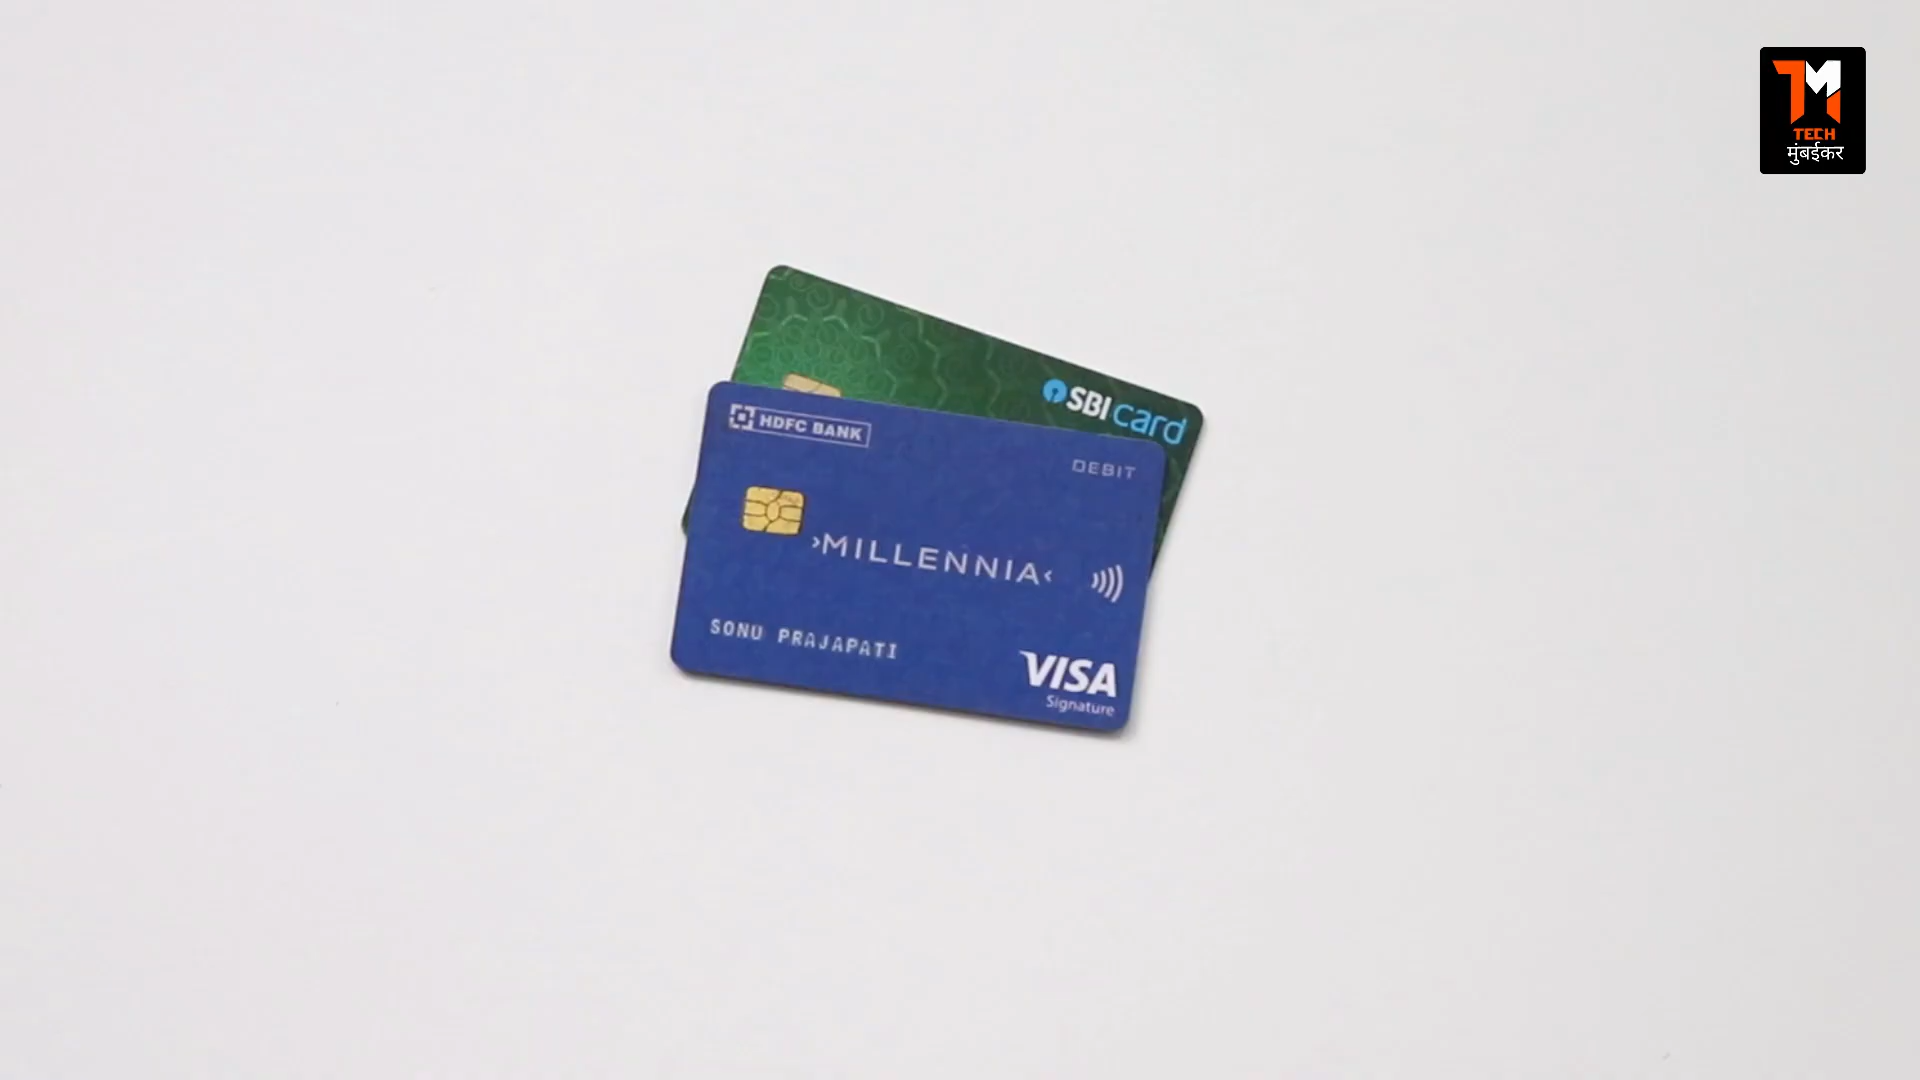 TM
TECH
मुंबईकर
SBI card
HDFC BANK
DEBIT
›MILLENNIA‹
SONU PRAJAPATI
VISA
Signature